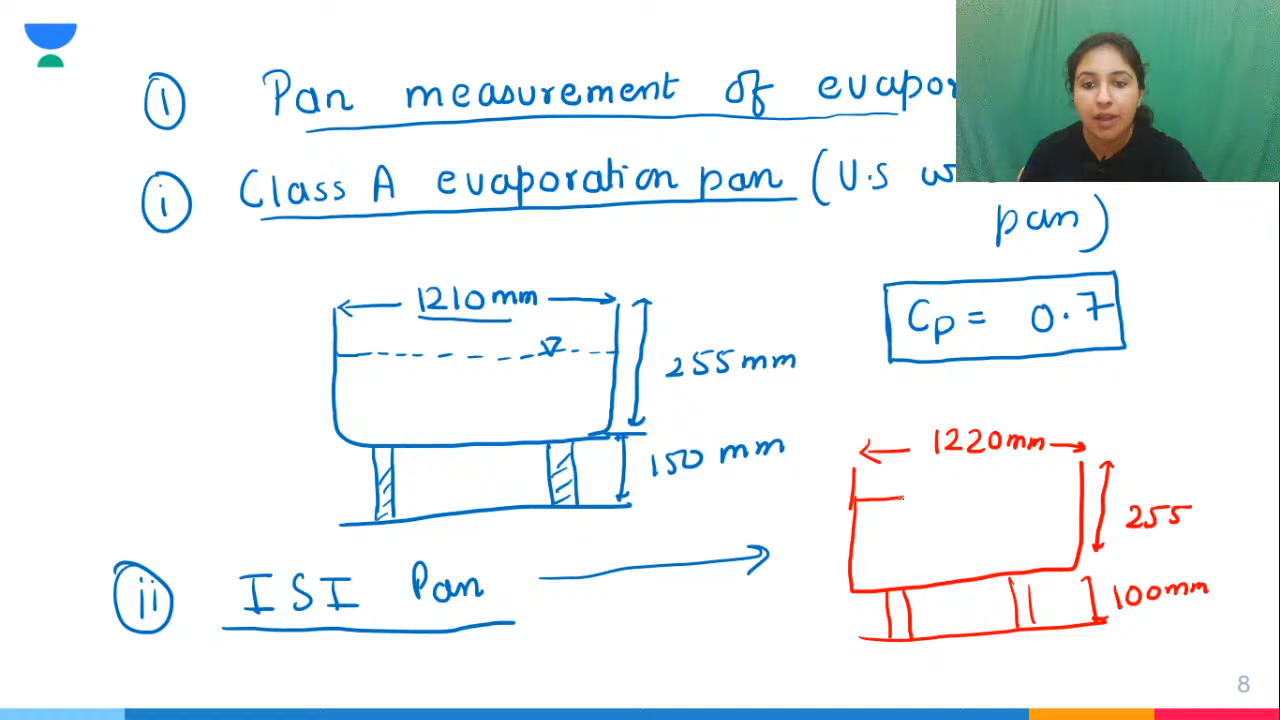 ① Pan measurement of
ⓘ Class A evaporation pan (U.S
pan)
1210mm
Cp = 0.7
255mm
150 mm
1220mm
255
100mm
ii ISI Pan
8